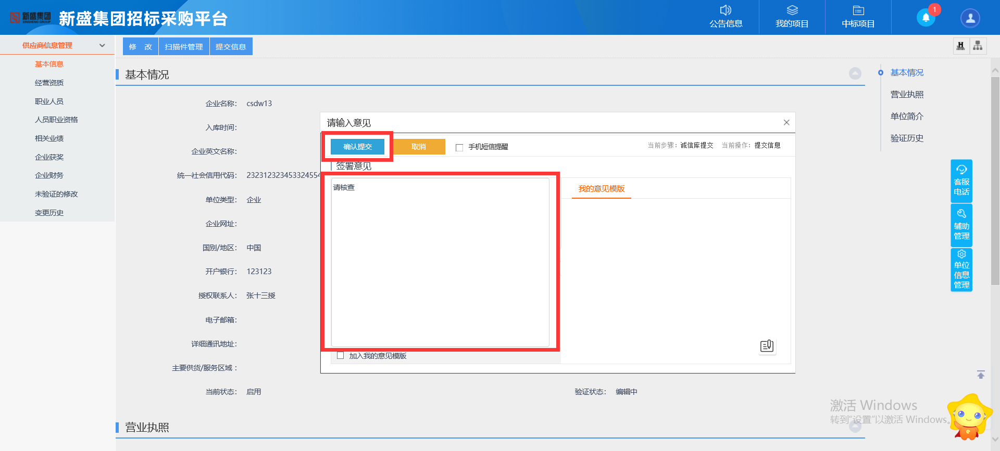 新盛集团
XINSHENG GROUP
新盛集团招标采购平台
公告信息
我的项目
中标项目
1
供应商信息管理
修 改
扫描件管理
提交信息
基本信息
经营资质
职业人员
人员职业资格
相关业绩
企业获奖
企业财务
未验证的修改
变更历史
基本情况
企业名称： csdw13
入库时间：
企业英文名称：
统一社会信用代码： 23231232345332455
单位类型： 企业
企业网址：
国别/地区： 中国
开户银行： 123123
授权联系人： 张十三授
电子邮箱：
详细通讯地址：
主要供货/服务区域：
当前状态： 启用
验证状态： 编辑中
营业执照
请输入意见
确认提交
取消
手机短信提醒
当前步骤：诚信库提交 当前操作：提交信息
签署意见
请核查
我的意见模版
加入我的意见模版
基本情况
营业执照
单位简介
验证历史
客服
电话
辅助
管理
单位
信息
管理
激活 Windows
转到"设置"以激活 Windows。